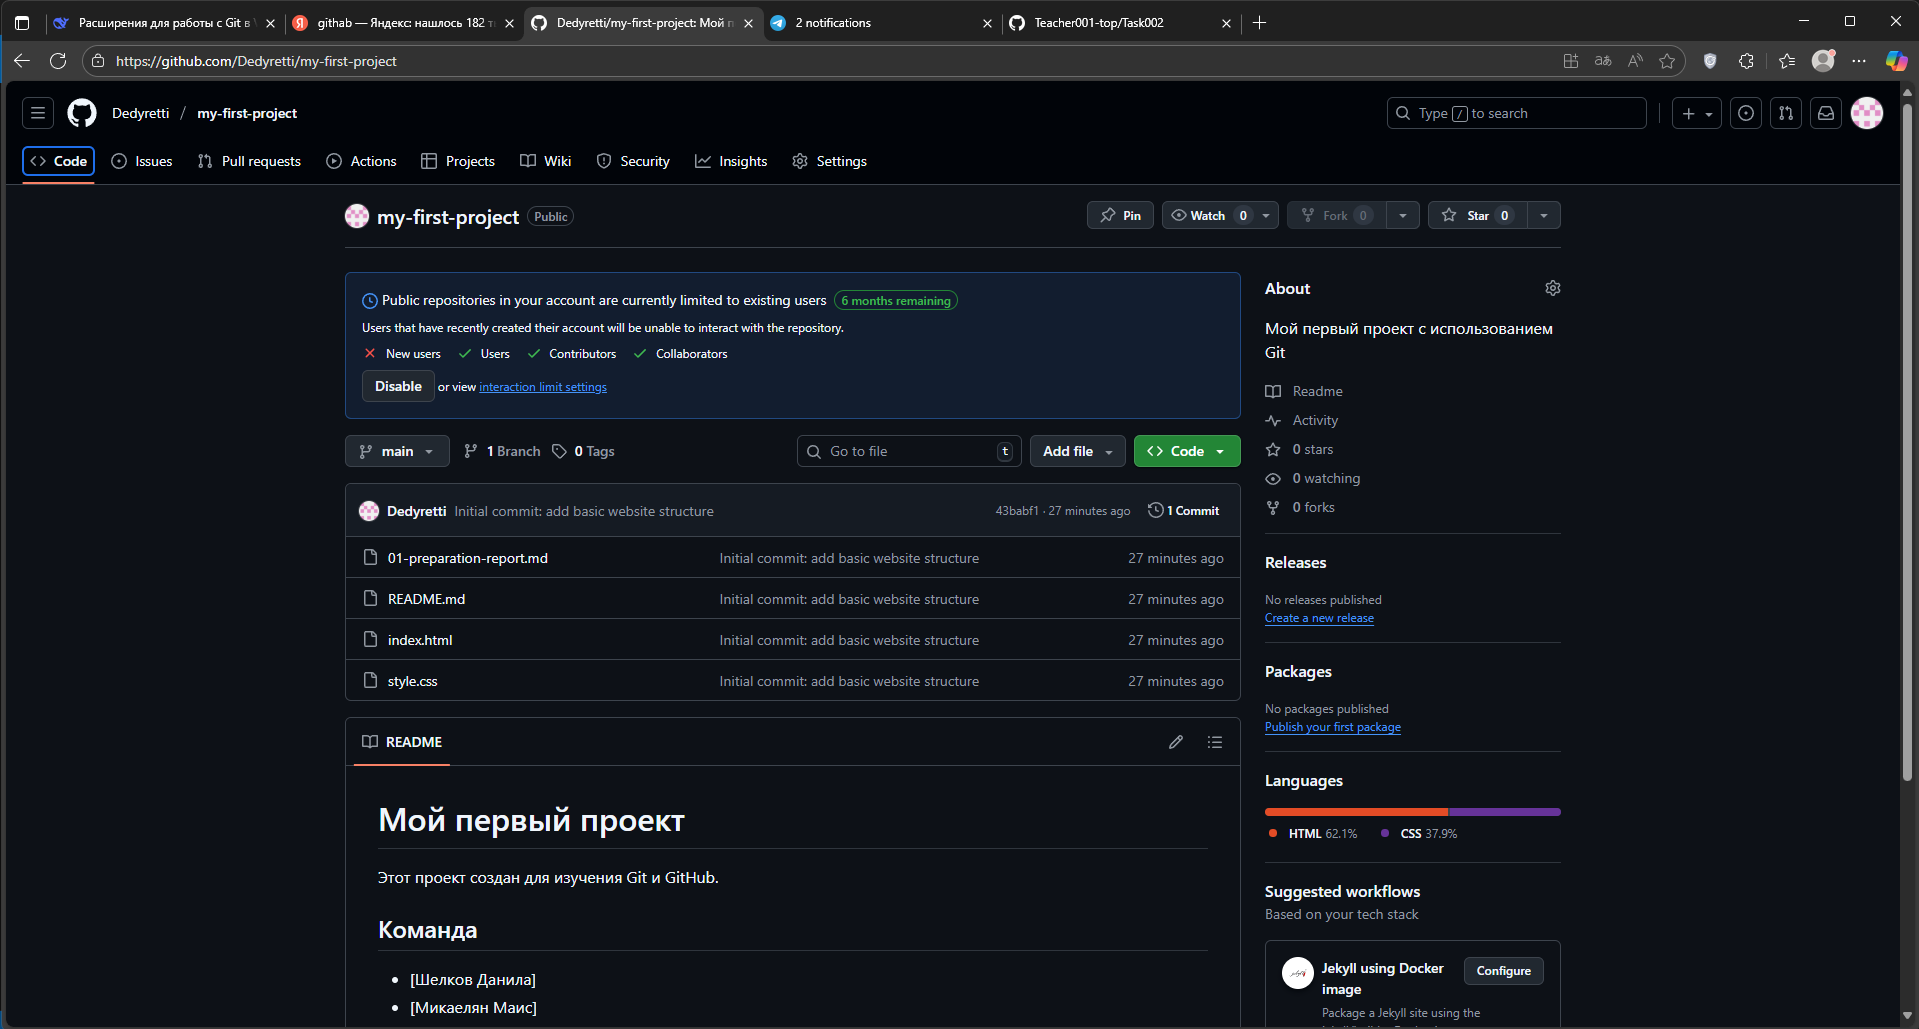 Расширения для работы с Git в
githab — Яндекс: нашлось 182 т
Dedyretti/my-first-project: Мой п
2 notifications
Teacher001-top/Task002
https://github.com/Dedyretti/my-first-project
Dedyretti / my-first-project
Type / to search
Code
Issues
Pull requests
Actions
Projects
Wiki
Security
Insights
Settings
my-first-project Public
Pin
Watch 0
Fork 0
Star 0
Public repositories in your account are currently limited to existing users 6 months remaining
Users that have recently created their account will be unable to interact with the repository.
New users Users Contributors Collaborators
Disable or view interaction limit settings
main
1 Branch
0 Tags
Go to file t
Add file
Code
Dedyretti Initial commit: add basic website structure 43babf1 · 27 minutes ago 1 Commit
01-preparation-report.md Initial commit: add basic website structure 27 minutes ago
README.md Initial commit: add basic website structure 27 minutes ago
index.html Initial commit: add basic website structure 27 minutes ago
style.css Initial commit: add basic website structure 27 minutes ago
README
Мой первый проект
Этот проект создан для изучения Git и GitHub.
Команда
[Шелков Данила]
[Микаелян Маис]
About
Мой первый проект с использованием
Git
Readme
Activity
0 stars
0 watching
0 forks
Releases
No releases published
Create a new release
Packages
No packages published
Publish your first package
Languages
HTML 62.1% CSS 37.9%
Suggested workflows
Based on your tech stack
Jekyll using Docker
image
Configure
Package a Jekyll site using the